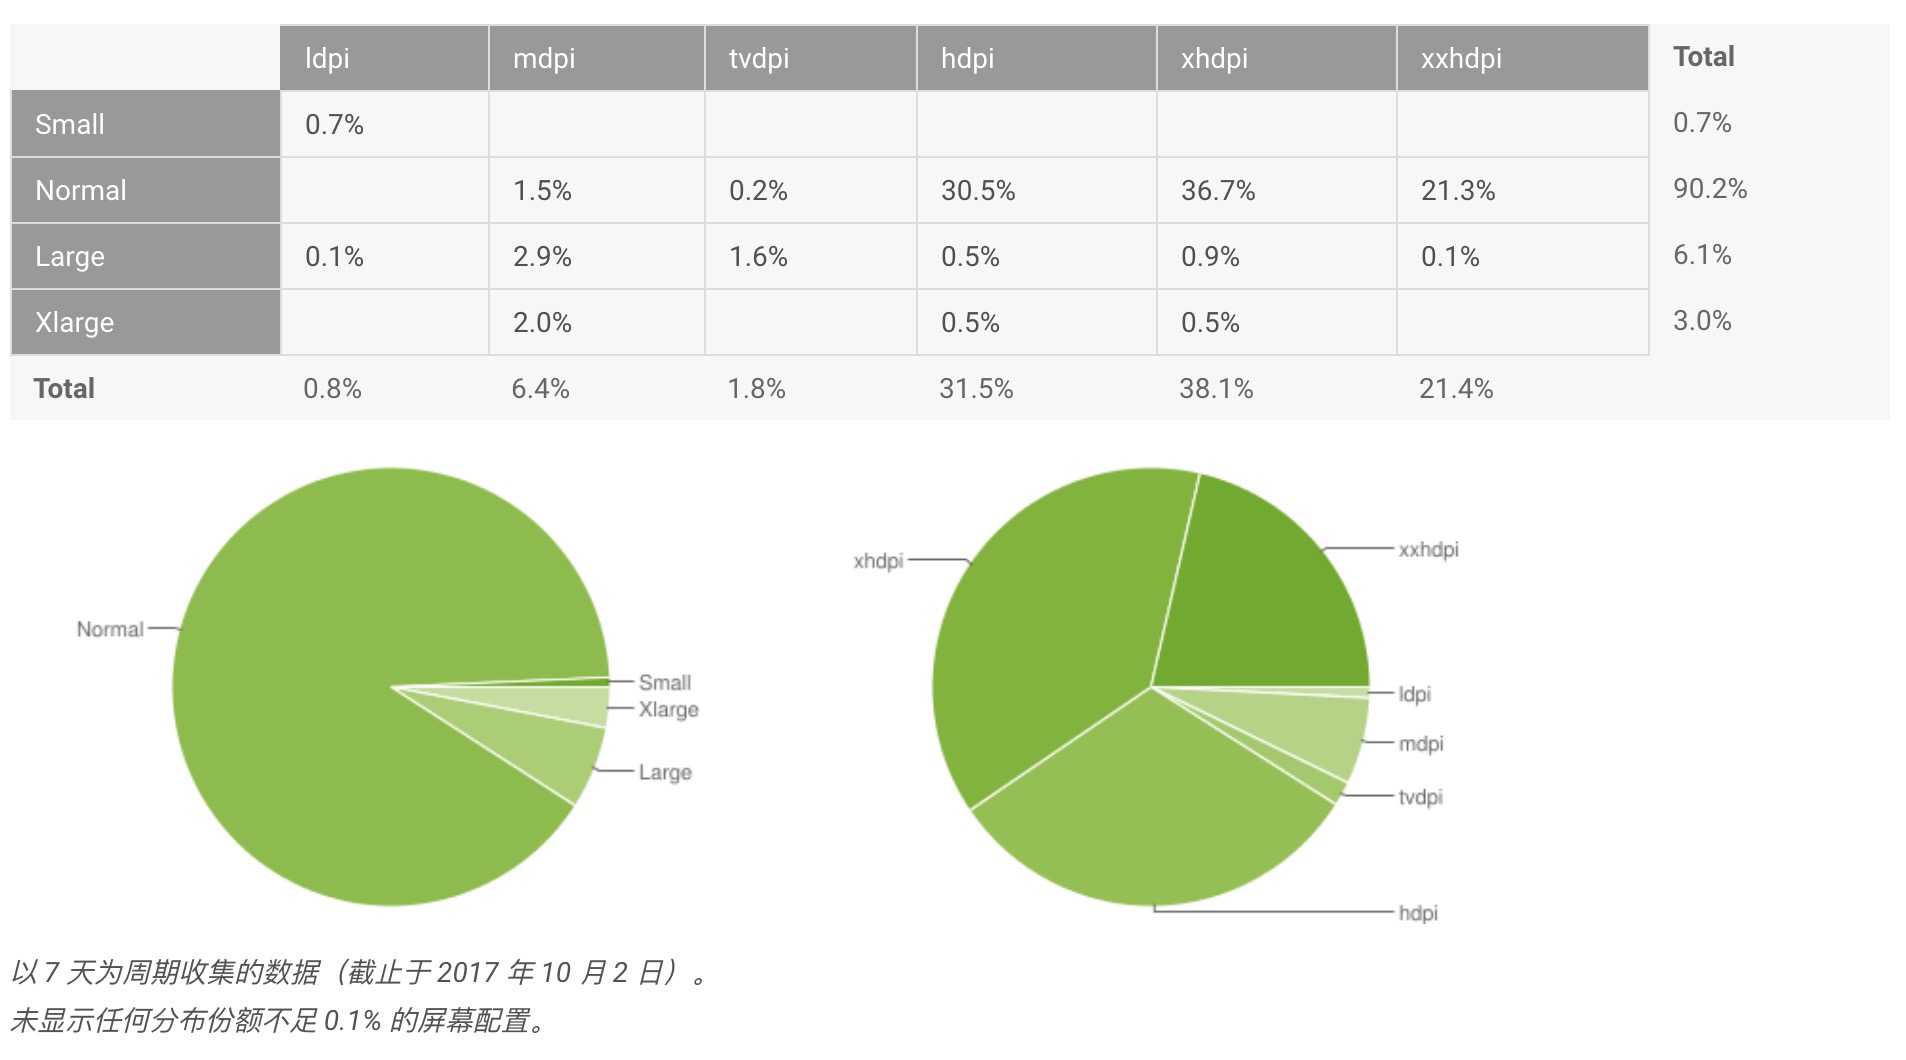 ldpi mdpi tvdpi hdpi xhdpi xxhdpi Total
Small 0.7% 0.7%
Normal 1.5% 0.2% 30.5% 36.7% 21.3% 90.2%
Large 0.1% 2.9% 1.6% 0.5% 0.9% 0.1% 6.1%
Xlarge 2.0% 0.5% 0.5% 3.0%
Total 0.8% 6.4% 1.8% 31.5% 38.1% 21.4%
Normal
Small
Xlarge
Large
xhdpi
xxhdpi
ldpi
mdpi
tvdpi
hdpi
以 7 天为周期收集的数据（截止于 2017 年 10 月 2 日）。
未显示任何分布份额不足 0.1% 的屏幕配置。